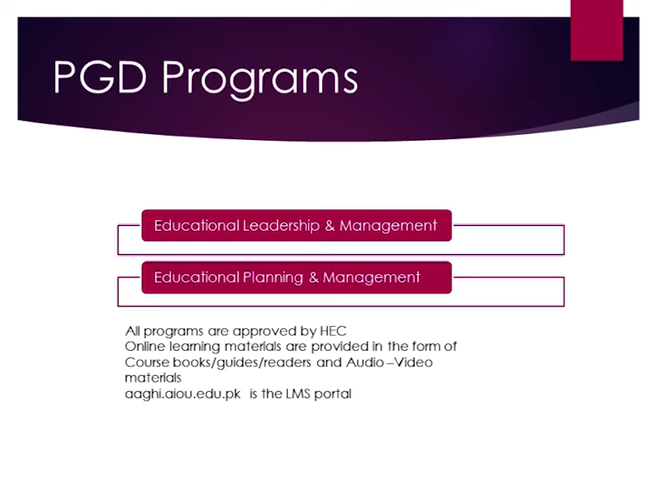 PGD Programs
Educational Leadership & Management
Educational Planning & Management
All programs are approved by HEC
Online learning materials are provided in the form of
Course books/guides/readers and Audio –Video
materials
aaghi.aiou.edu.pk is the LMS portal